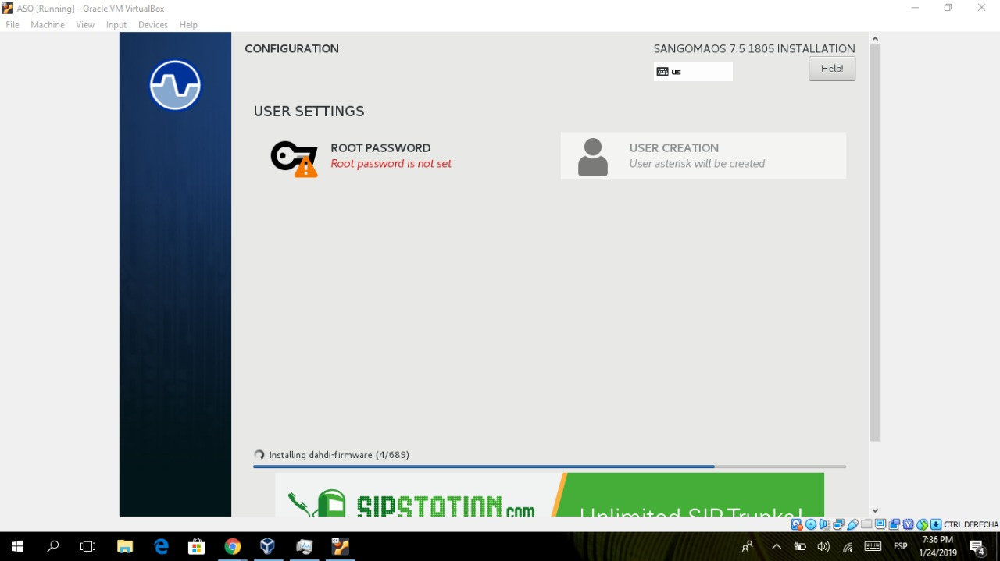 ASO [Running] - Oracle VM VirtualBox
File Machine View Input Devices Help
CONFIGURATION
SANGOMAOS 7.5 1805 INSTALLATION
us
Help!
USER SETTINGS
ROOT PASSWORD
Root password is not set
USER CREATION
User asterisk will be created
Installing dahdi-firmware (4/689)
SIPSTATION.com
Unlimited SIP Trunks!
CTRL DERECHA
ESP
7:36 PM
1/24/2019
4